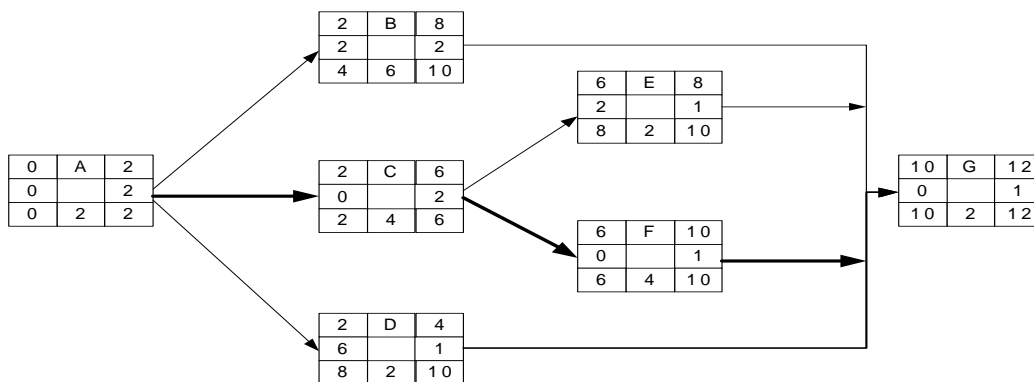 2 B 8
2 2
4 6 10
6 E 8
2 1
8 2 10
0 A 2
0 2
0 2 2
2 C 6
0 2
2 4 6
10 G 12
0 1
10 2 12
6 F 10
0 1
6 4 10
2 D 4
6 1
8 2 10